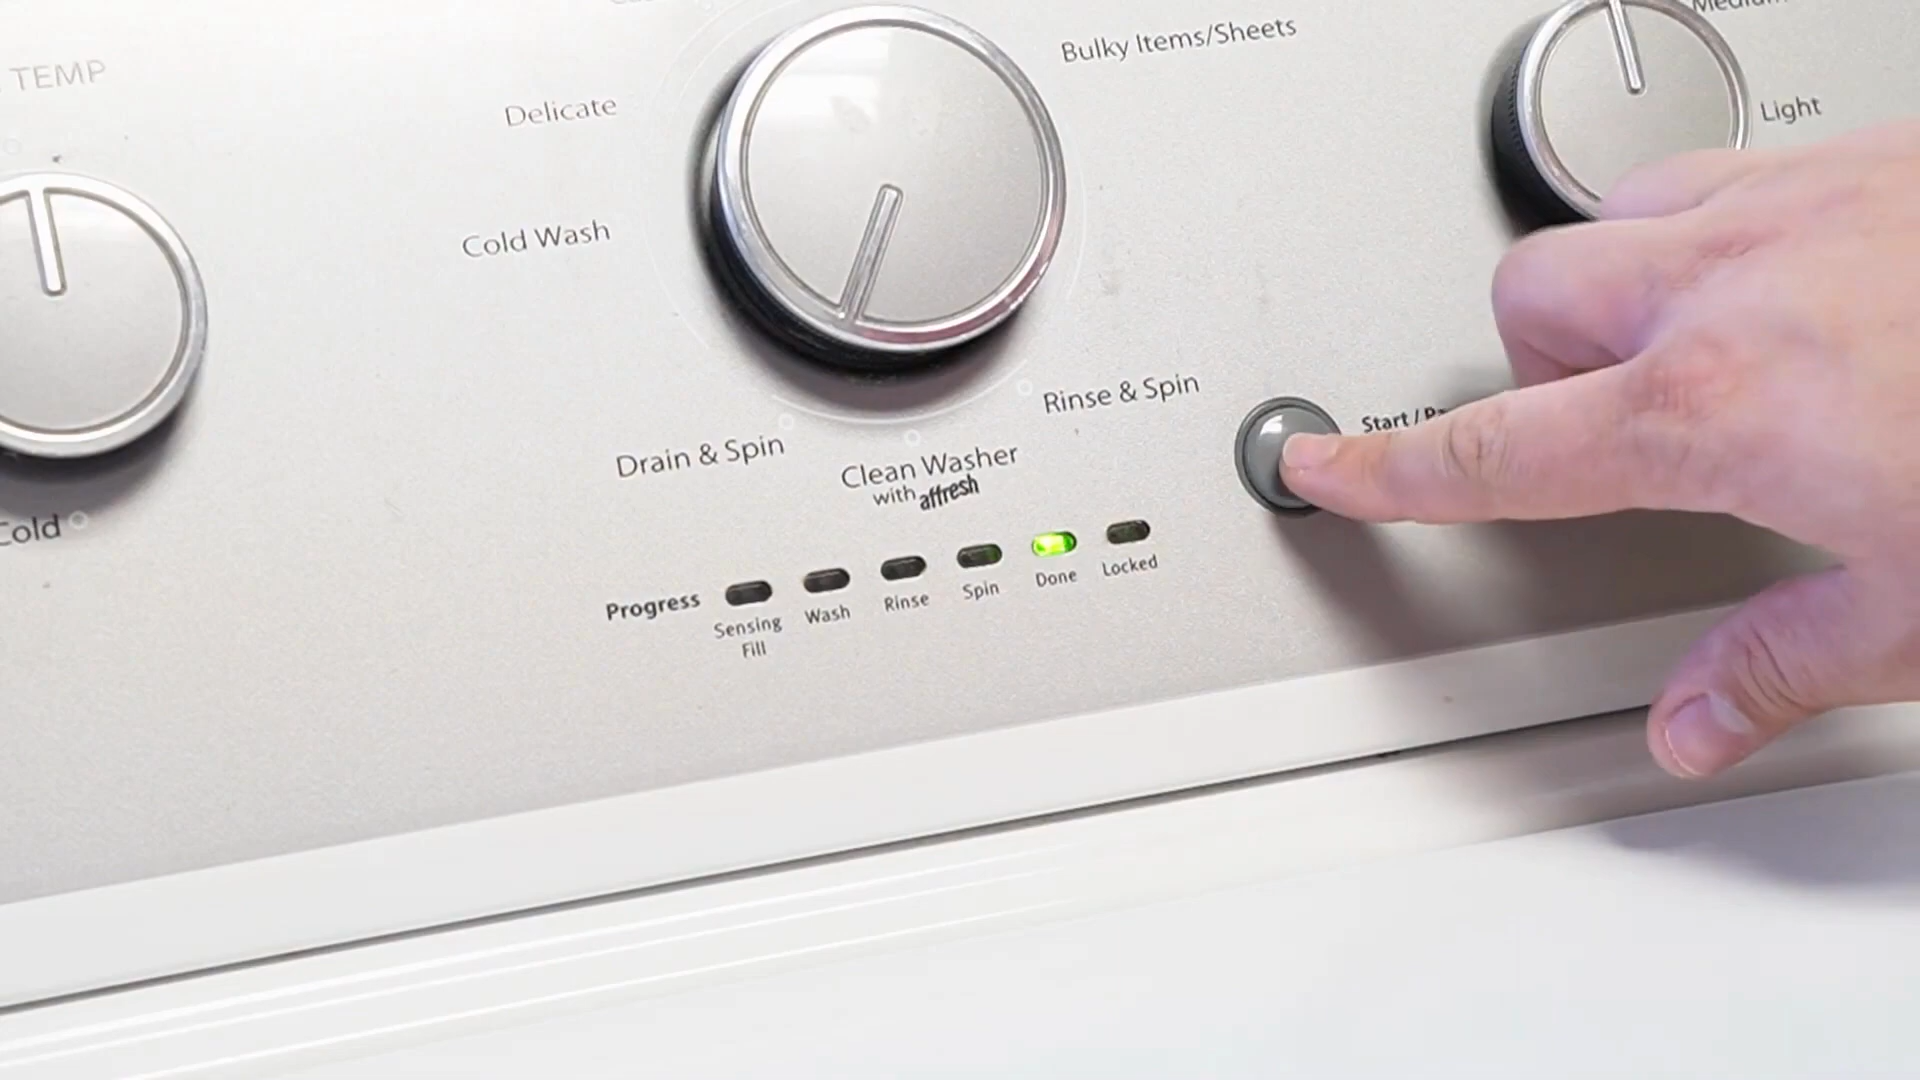 TEMP
Bulky Items/Sheets
Delicate
Light
Cold Wash
Rinse & Spin
Start /
Drain & Spin
Clean Washer
with affresh
Cold
Progress
Sensing
Fill
Wash
Rinse
Spin
Done
Locked